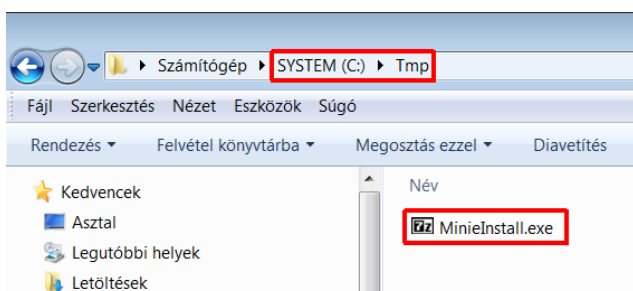 Számítógép ▸ SYSTEM (C:) ▸ Tmp
Fájl Szerkesztés Nézet Eszközök Súgó
Rendezés Felvétel könyvtárba Megosztás ezzel Diavetítés
Kedvencek
Asztal
Legutóbbi helyek
Letöltések
Név
7z MinieInstall.exe